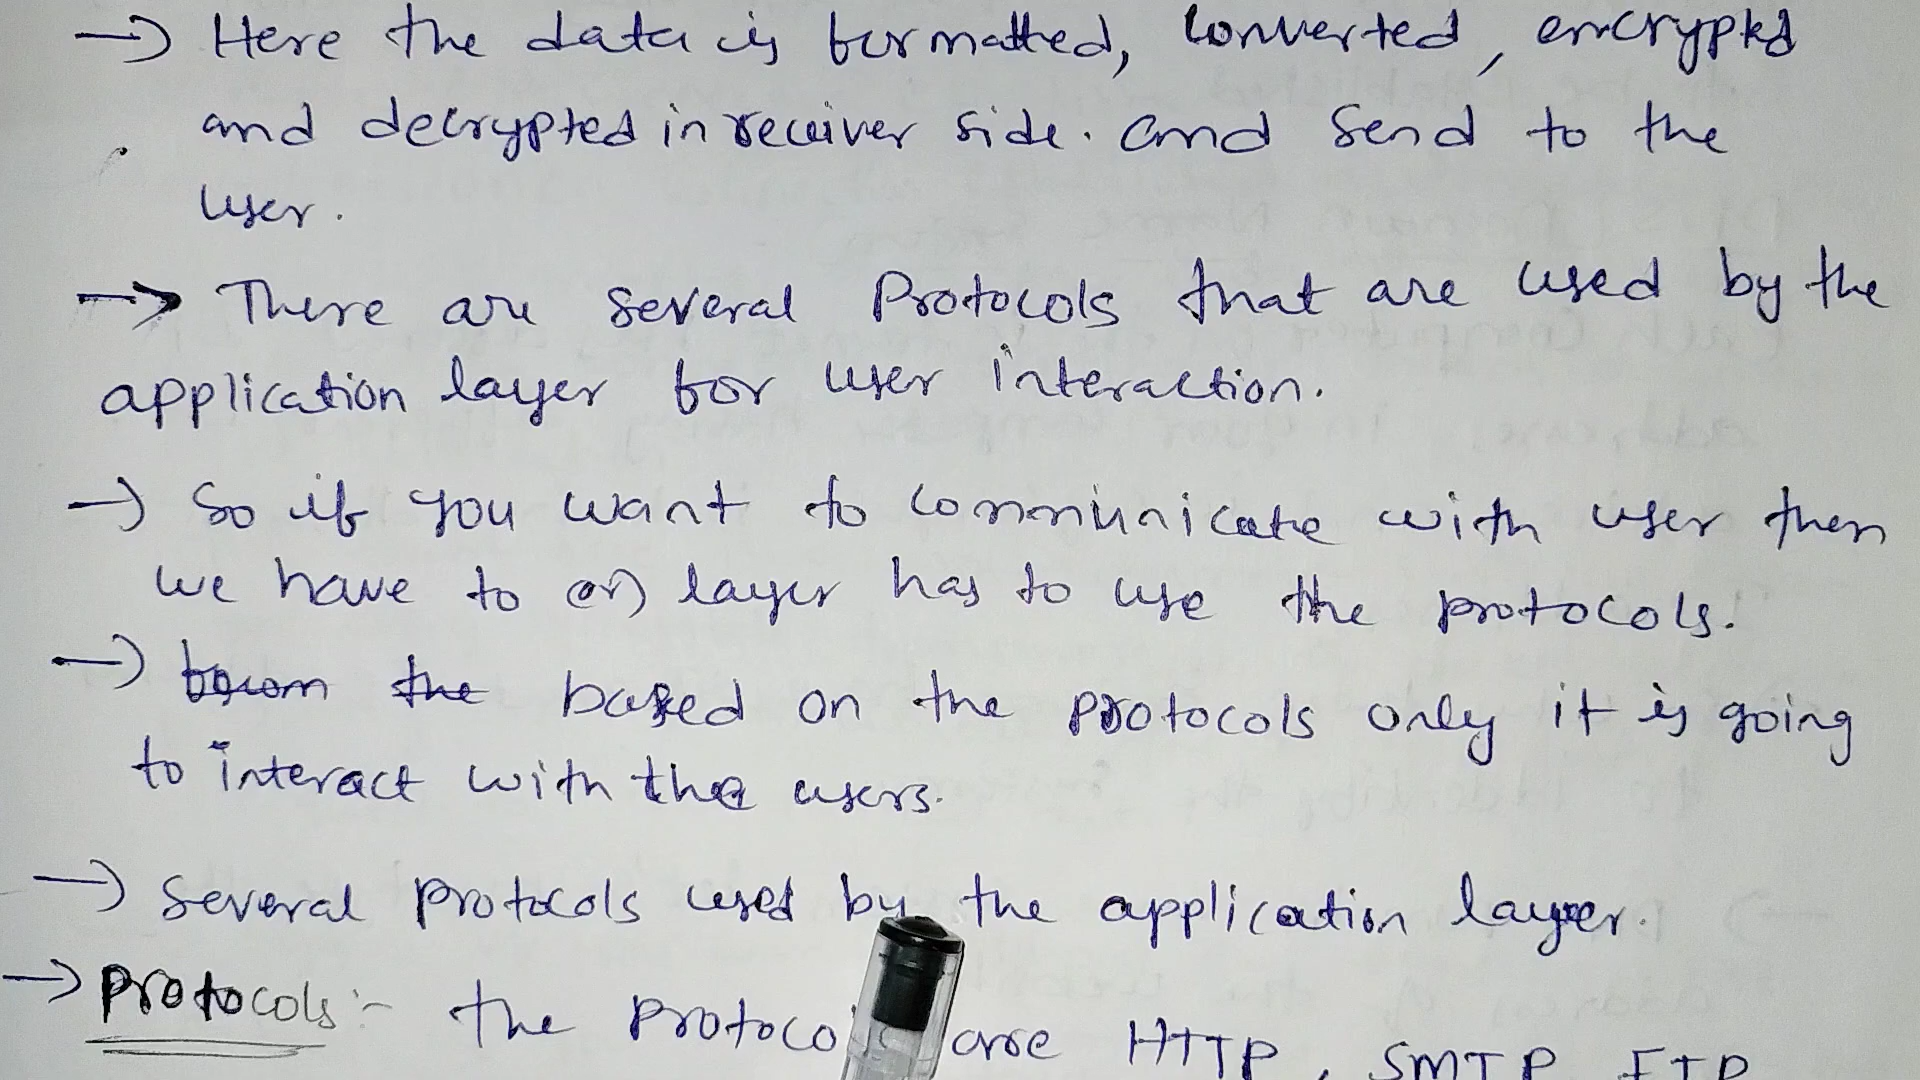 → Here the data is formatted, converted, encrypted
and decrypted in receiver side. and send to the
user.
→ There are several Protocols that are used by the
application layer for user interaction.
→ So if you want to communicate with user then
we have to (or) layer has to use the protocols.
→ the based on the protocols only it is going
to interact with the users.
→ Several protocols used by the application layer.
→ Protocols :- the protocols are HTTP, SMTP, FTP